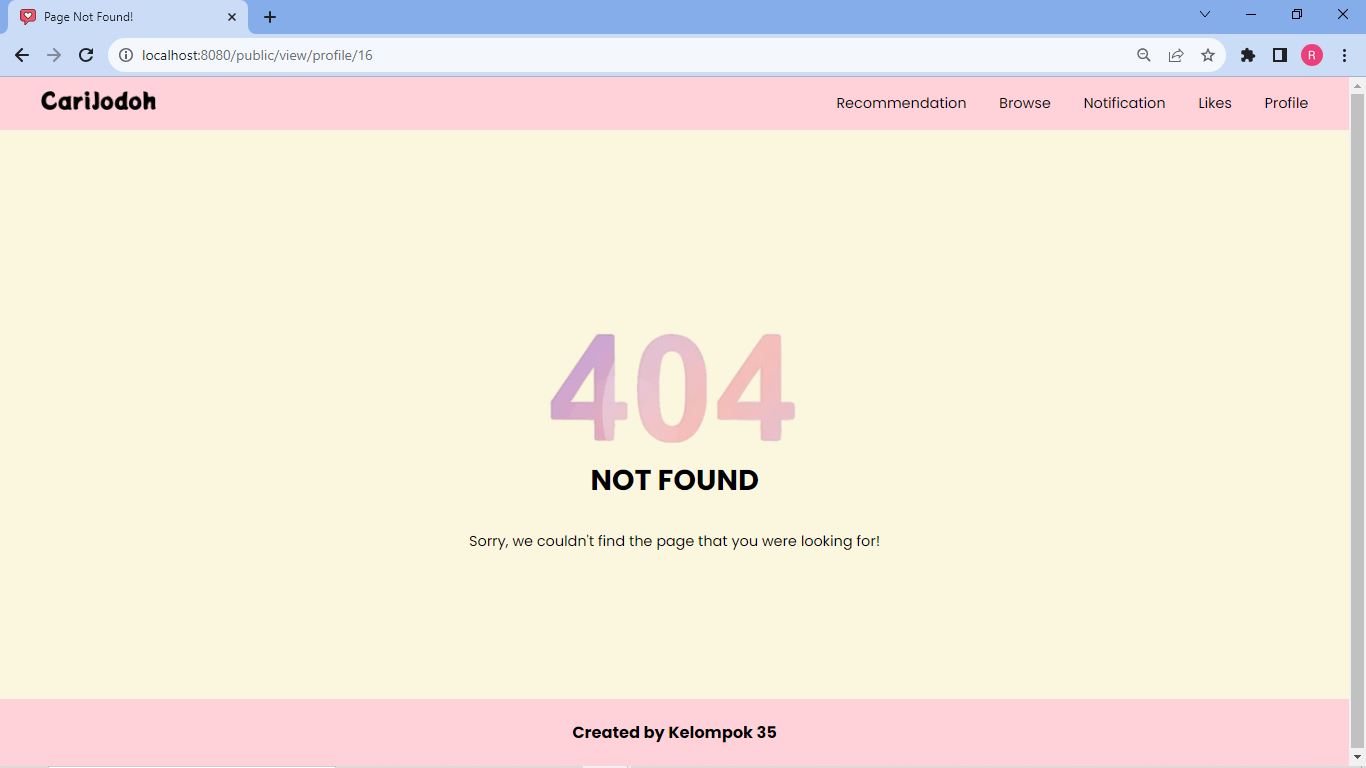 Page Not Found!
localhost:8080/public/view/profile/16
R
CariJodoh
Recommendation Browse Notification Likes Profile
404
NOT FOUND
Sorry, we couldn't find the page that you were looking for!
Created by Kelompok 35